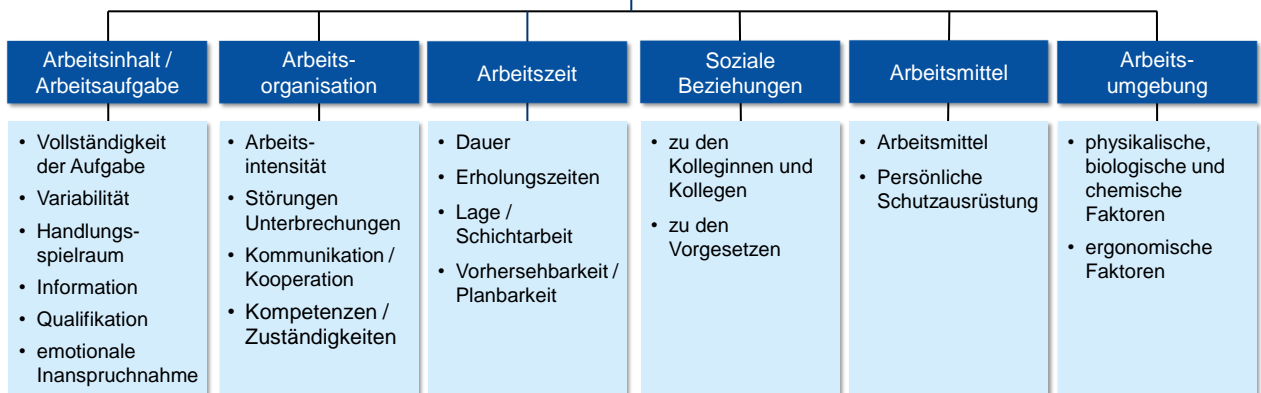 Arbeitsinhalt /
Arbeitsaufgabe
• Vollständigkeit
der Aufgabe
• Variabilität
• Handlungs-
spielraum
• Information
• Qualifikation
• emotionale
Inanspruchnahme
Arbeits-
organisation
• Arbeits-
intensität
• Störungen
Unterbrechungen
• Kommunikation /
Kooperation
• Kompetenzen /
Zuständigkeiten
Arbeitszeit
• Dauer
• Erholungszeiten
• Lage /
Schichtarbeit
• Vorhersehbarkeit /
Planbarkeit
Soziale
Beziehungen
• zu den
Kolleginnen und
Kollegen
• zu den
Vorgesetzen
Arbeitsmittel
• Arbeitsmittel
• Persönliche
Schutzausrüstung
Arbeits-
umgebung
• physikalische,
biologische und
chemische
Faktoren
• ergonomische
Faktoren